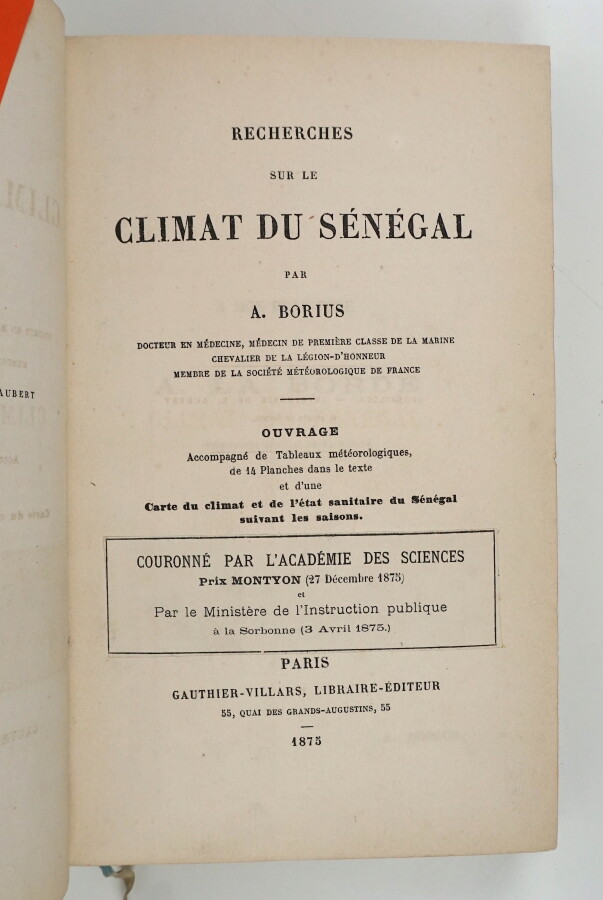 RECHERCHES
SUR LE
CLIMAT DU SÉNÉGAL
PAR
A. BORIUS
DOCTEUR EN MÉDECINE, MÉDECIN DE PREMIÈRE CLASSE DE LA MARINE
CHEVALIER DE LA LÉGION-D'HONNEUR
MEMBRE DE LA SOCIÉTÉ MÉTÉOROLOGIQUE DE FRANCE
AUBERT
OUVRAGE
Accompagné de Tableaux météorologiques,
de 14 Planches dans le texte
et d'une
Carte du climat et de l'état sanitaire du Sénégal
suivant les saisons.
COURONNÉ PAR L'ACADÉMIE DES SCIENCES
Prix MONTYON (27 Décembre 1875)
et
Par le Ministère de l'Instruction publique
à la Sorbonne (3 Avril 1875.)
PARIS
GAUTHIER-VILLARS, LIBRAIRE-ÉDITEUR
55, QUAI DES GRANDS-AUGUSTINS, 55
1875